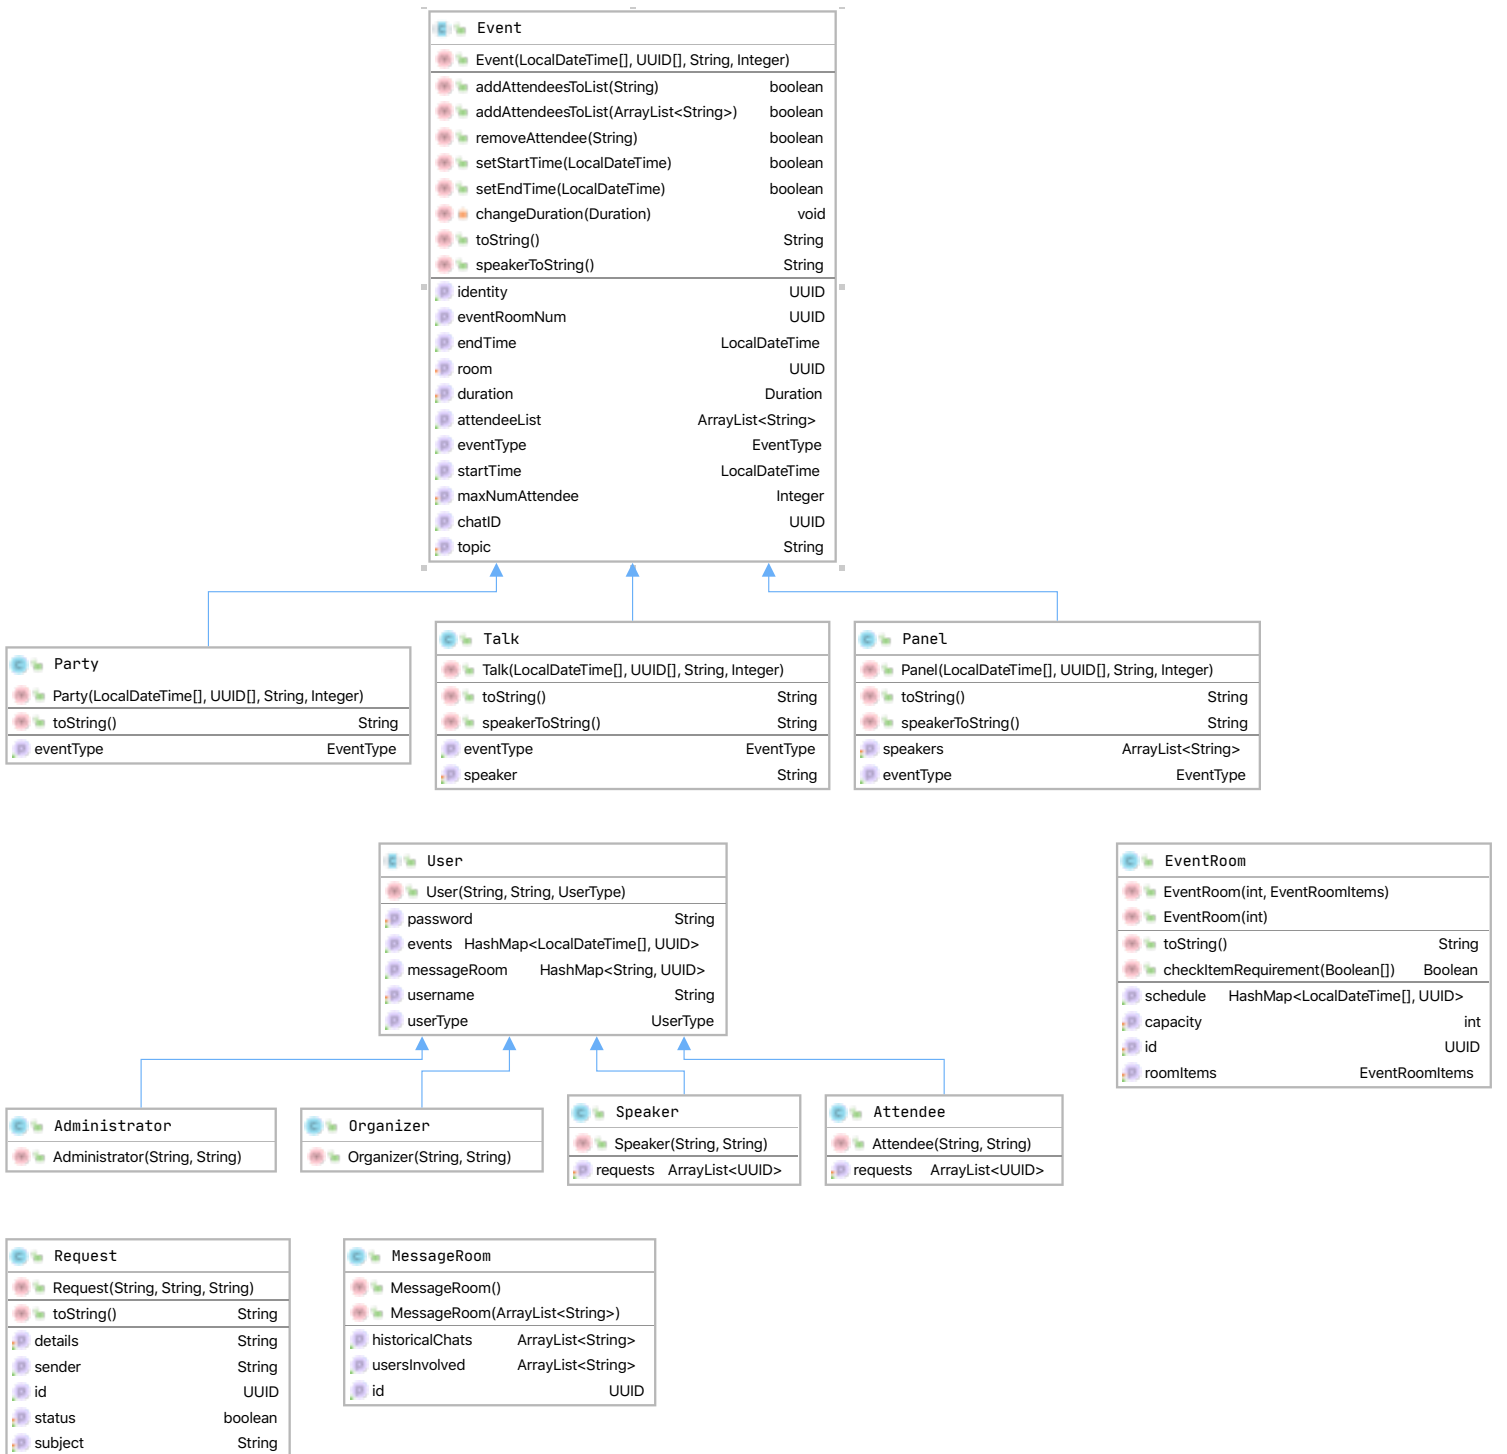 Event
Event(LocalDateTime[], UUID[], String, Integer)
addAttendeesToList(String) boolean
addAttendeesToList(ArrayList<String>) boolean
removeAttendee(String) boolean
setStartTime(LocalDateTime) boolean
setEndTime(LocalDateTime) boolean
changeDuration(Duration) void
toString() String
speakerToString() String
identity UUID
eventRoomNum UUID
endTime LocalDateTime
room UUID
duration Duration
attendeeList ArrayList<String>
eventType EventType
startTime LocalDateTime
maxNumAttendee Integer
chatID UUID
topic String
Party
Party(LocalDateTime[], UUID[], String, Integer)
toString() String
eventType EventType
Talk
Talk(LocalDateTime[], UUID[], String, Integer)
toString() String
speakerToString() String
eventType EventType
speaker String
Panel
Panel(LocalDateTime[], UUID[], String, Integer)
toString() String
speakerToString() String
speakers ArrayList<String>
eventType EventType
User
User(String, String, UserType)
password String
events HashMap<LocalDateTime[], UUID>
messageRoom HashMap<String, UUID>
username String
userType UserType
EventRoom
EventRoom(int, EventRoomItems)
EventRoom(int)
toString() String
checkItemRequirement(Boolean[]) Boolean
schedule HashMap<LocalDateTime[], UUID>
capacity int
id UUID
roomItems EventRoomItems
Administrator
Administrator(String, String)
Organizer
Organizer(String, String)
Speaker
Speaker(String, String)
requests ArrayList<UUID>
Attendee
Attendee(String, String)
requests ArrayList<UUID>
Request
Request(String, String, String)
toString() String
details String
sender String
id UUID
status boolean
subject String
MessageRoom
MessageRoom()
MessageRoom(ArrayList<String>)
historicalChats ArrayList<String>
usersInvolved ArrayList<String>
id UUID